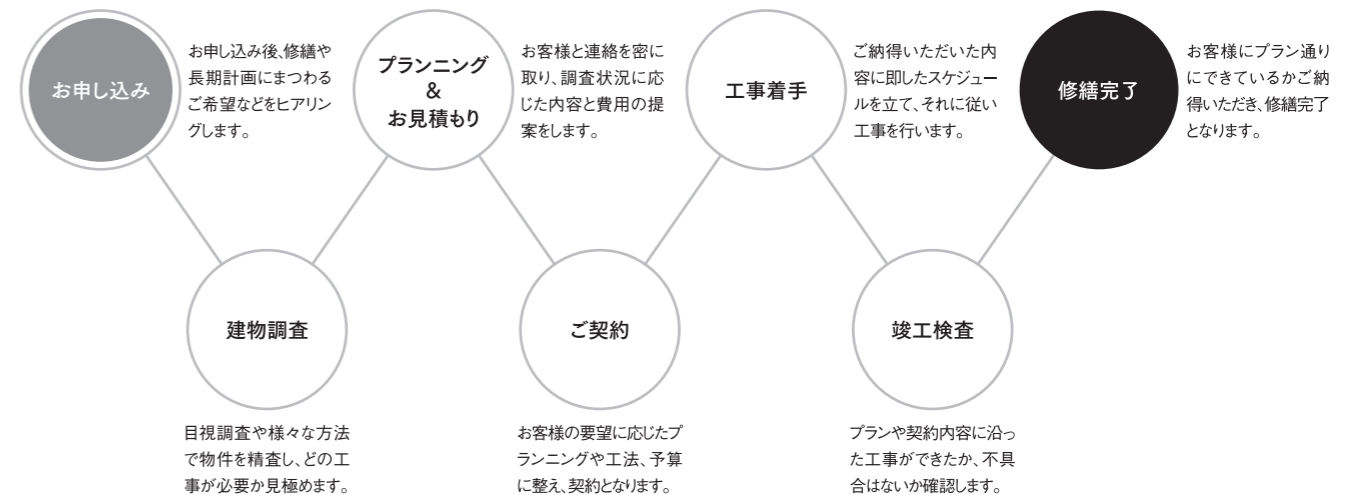 お申し込み
お申し込み後、修繕や
長期計画にまつわる
ご希望などをヒアリン
グします。
建物調査
目視調査や様々な方法
で物件を精査し、どの工
事が必要か見極めます。
プランニング
&
お見積もり
お客様と連絡を密に
取り、調査状況に応
じた内容と費用の提
案をします。
ご契約
お客様の要望に応じたプ
ランニングや工法、予算
に整え、契約となります。
工事着手
ご納得いただいた内
容に即したスケジュー
ルを立て、それに従い
工事を行います。
竣工検査
プランや契約内容に沿っ
た工事ができたか、不具
合はないか確認します。
修繕完了
お客様にプラン通り
にできているかご納
得いただき、修繕完了
となります。